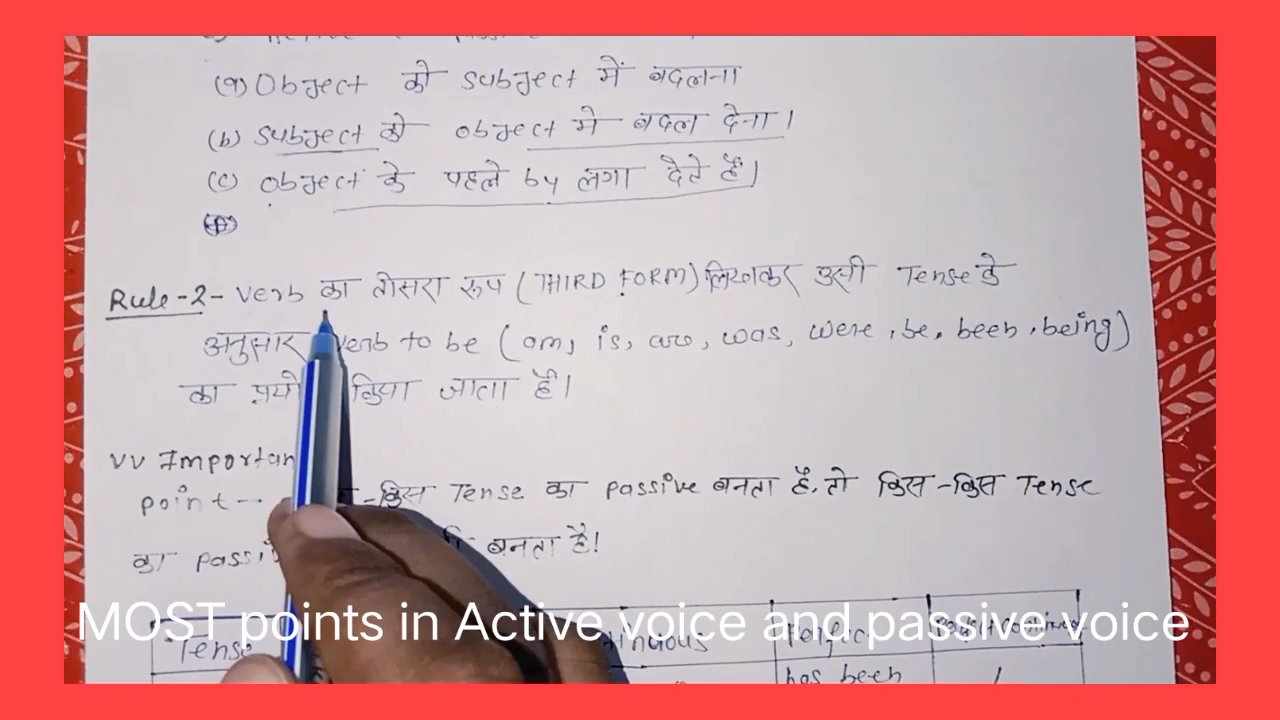 (a) Object को subject में बदलना
(b) subject को object मे बदल देना।
(c) object के पहले by लगा देते हैं।
Rule-2- Verb का तीसरा रूप (THIRD FORM) लिखकर उसी Tense के
अनुसार verb to be (am, is, are, was, were, be, been, being)
का किया जाता है।
VV Important
point -- -किस Tense का passive बनता है, तो किस-किस Tense
का बनता है।
MOST points in Active voice and passive voice
Tense Perfect
has been